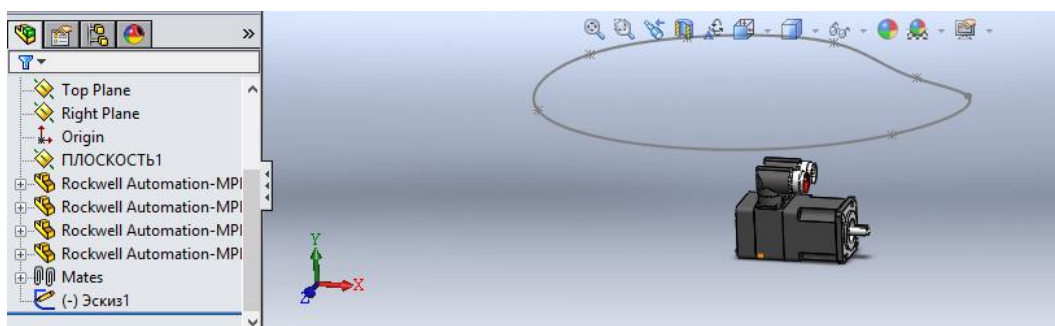 »
Top Plane
Right Plane
Origin
ПЛОСКОСТЬ1
Rockwell Automation-MPI
Rockwell Automation-MPI
Rockwell Automation-MPI
Rockwell Automation-MPI
Mates
(-) Эскиз1
Y
X
Z